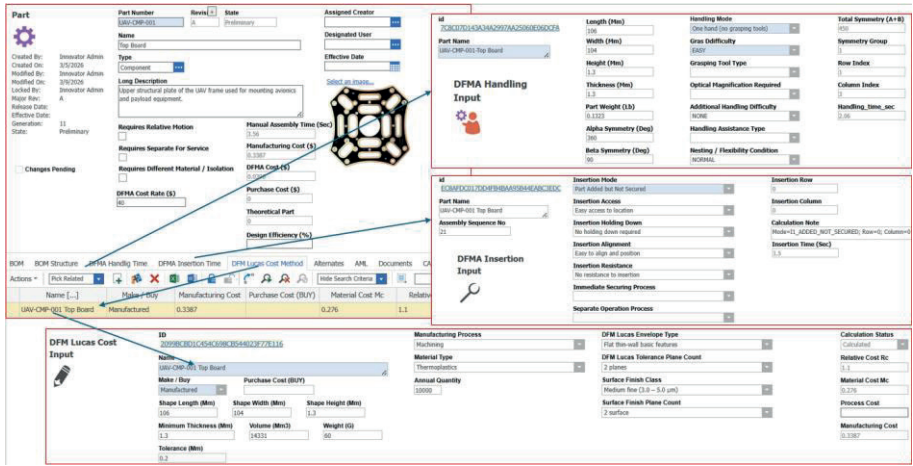 Part
Part Number
Revisi
State
UAV-CMP-001
A
Preliminary
Name
Top Board
Type
Component
Long Description
Upper structural plate of the UAV frame used for mounting avionics and payload equipment.
Assigned Creator
Designated User
Effective Date
Select an image...
Created By: Innovator Admin
Created On: 3/5/2026
Modified By: Innovator Admin
Modified On: 3/9/2026
Locked By: Innovator Admin
Major Rev: A
Release Date:
Effective Date:
Generation: 11
State: Preliminary
Changes Pending
Requires Relative Motion
Requires Separate For Service
Requires Different Material / Isolation
DFMA Cost Rate ($)
40
Manual Assembly Time (Sec)
3.56
Manufacturing Cost ($)
0.3387
DFMA Cost ($)
Purchase Cost ($)
0
Theoretical Part
0
Design Efficiency (%)
BOM BOM Structure DFMA Handlig Time DFMA Insertion Time DFM Lucas Cost Method Alternates AML Documents CA
Actions Pick Related Hide Search Criteria
Name [...] Make / Buy Manufacturing Cost Purchase Cost (BUY) Material Cost Mc Relativ
UAV-CMP-001 Top Board Manufactured 0.3387 0.276 1.1
id
Part Name
UAV-CMP-001 Top Board
DFMA Handling
Input
Length (Mm)
106
Width (Mm)
104
Height (Mm)
1.3
Thickness (Mm)
1.3
Part Weight (Lb)
0.1323
Alpha Symmetry (Deg)
360
Beta Symmetry (Deg)
90
Handling Mode
One hand (no grasping tools)
Gras Ddifficulty
EASY
Grasping Tool Type
Optical Magnification Required
Additional Handling Difficulty
NONE
Handling Assistance Type
Nesting / Flexibility Condition
NORMAL
Total Symmetry (A+B)
450
Symmetry Group
1
Row Index
1
Column Index
2
Handling_time_sec
2.06
id
Part Name
UAV-CMP-001 Top Board
Assembly Sequence No
21
DFMA Insertion
Input
Insertion Mode
Part Added but Not Secured
Insertion Access
Easy access to location
Insertion Holding Down
No holding down required
Insertion Alignment
Easy to align and position
Insertion Resistance
No resistance to insertion
Immediate Securing Process
Separate Operation Process
Insertion Row
0
Insertion Column
0
Calculation Note
Mode=I1_ADDED_NOT_SECURED; Row=0; Column=0
Insertion Time (Sec)
1.5
DFM Lucas Cost
Input
ID
2099BCBD1C454C698CB544023F77E116
Name
UAV-CMP-001 Top Board
Make / Buy
Manufactured
Purchase Cost (BUY)
Shape Length (Mm)
106
Shape Width (Mm)
104
Shape Height (Mm)
1.3
Minimum Thickness (Mm)
1.3
Volume (Mm3)
14331
Weight (G)
60
Tolerance (Mm)
0.2
Manufacturing Process
Machining
Material Type
Thermoplastics
Annual Quantity
10000
DFM Lucas Envelope Type
Flat thin-wall basic features
DFM Lucas Tolerance Plane Count
2 planes
Surface Finish Class
Medium fine (3.0 – 5.0 µm)
Surface Finish Plane Count
2 surface
Calculation Status
Calculated
Relative Cost Rc
1.1
Material Cost Mc
0.276
Process Cost
Manufacturing Cost
0.3387